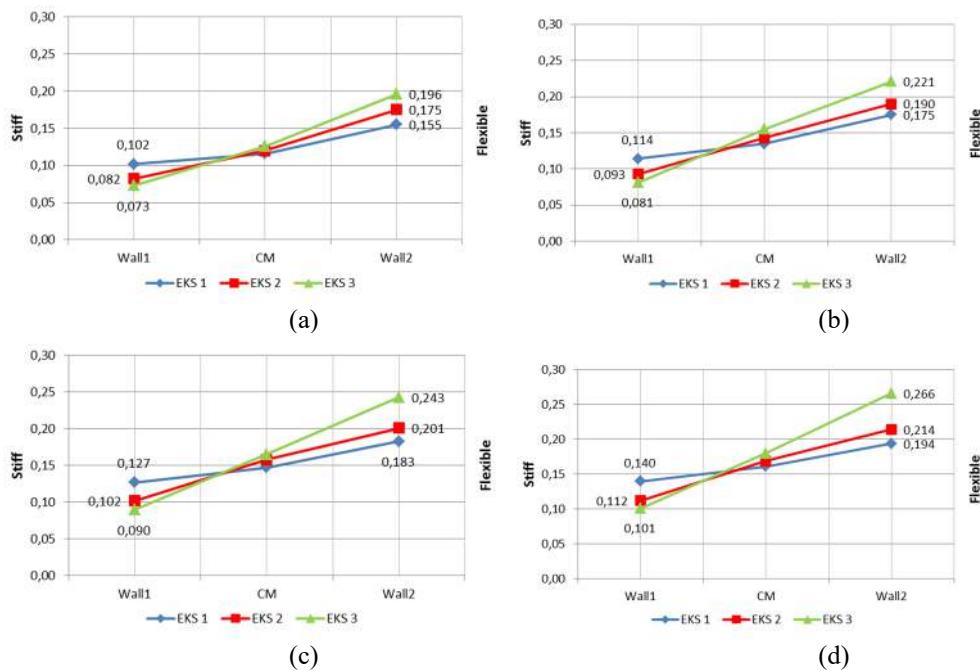 0,30
0,25
0,20
0,15
0,10
0,05
0,00
Stiff
Flexible
0,102
0,082
0,073
0,196
0,175
0,155
Wall1 CM Wall2
EKS 1 EKS 2 EKS 3
(a)
0,30
0,25
0,20
0,15
0,10
0,05
0,00
Stiff
Flexible
0,114
0,093
0,081
0,221
0,190
0,175
Wall1 CM Wall2
EKS 1 EKS 2 EKS 3
(b)
0,30
0,25
0,20
0,15
0,10
0,05
0,00
Stiff
Flexible
0,127
0,102
0,090
0,243
0,201
0,183
Wall1 CM Wall2
EKS 1 EKS 2 EKS 3
(c)
0,30
0,25
0,20
0,15
0,10
0,05
0,00
Stiff
Flexible
0,140
0,112
0,101
0,266
0,214
0,194
Wall1 CM Wall2
EKS 1 EKS 2 EKS 3
(d)